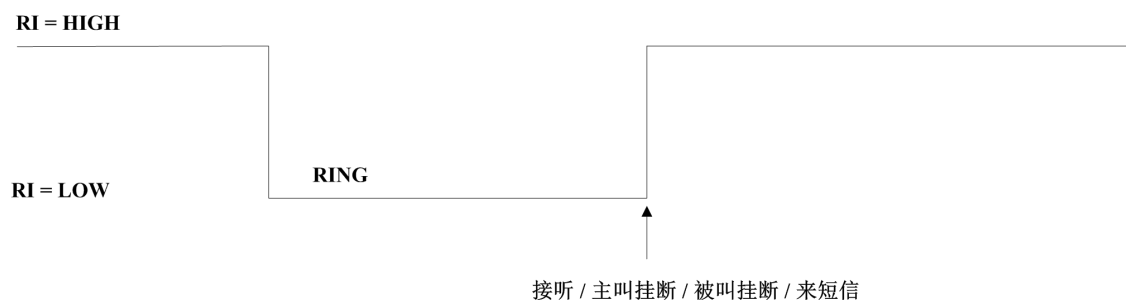 RI = HIGH
RING
RI = LOW
接听 / 主叫挂断 / 被叫挂断 / 来短信